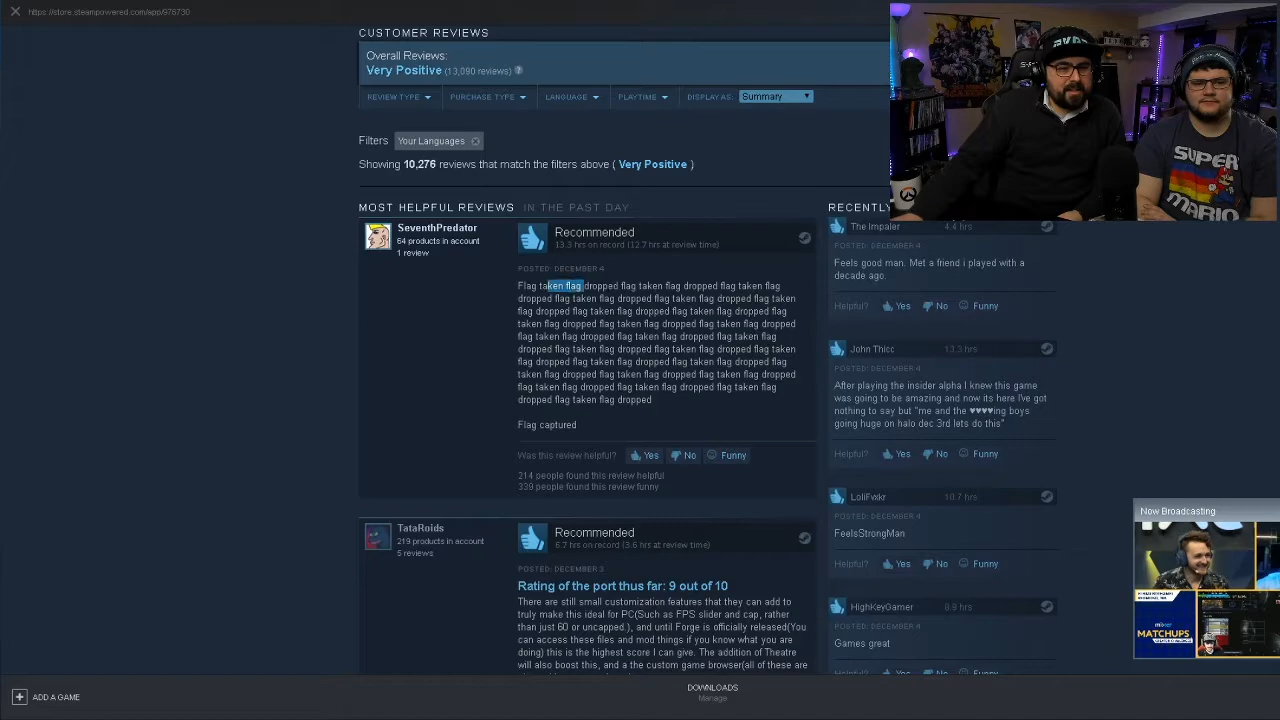 https://store.steampowered.com/app/976730
CUSTOMER REVIEWS
Overall Reviews:
Very Positive (13,090 reviews) ?
REVIEW TYPE
PURCHASE TYPE
LANGUAGE
PLAYTIME
DISPLAY AS:
Summary
Filters
Your Languages
Showing 10,276 reviews that match the filters above ( Very Positive )
MOST HELPFUL REVIEWS IN THE PAST DAY
SeventhPredator
64 products in account
1 review
Recommended
13.3 hrs on record (12.7 hrs at review time)
POSTED: DECEMBER 4
Flag taken flag dropped flag taken flag dropped flag taken flag
dropped flag taken flag dropped flag taken flag dropped flag taken
flag dropped flag taken flag dropped flag taken flag dropped flag
taken flag dropped flag taken flag dropped flag taken flag dropped
flag taken flag dropped flag taken flag dropped flag taken flag
dropped flag taken flag dropped flag taken flag dropped flag taken
flag dropped flag taken flag dropped flag taken flag dropped flag
taken flag dropped flag taken flag dropped flag taken flag dropped
flag taken flag dropped flag taken flag dropped flag taken flag
dropped flag taken flag dropped
Flag captured
Was this review helpful? Yes No Funny
214 people found this review helpful
339 people found this review funny
TataRoids
219 products in account
5 reviews
Recommended
6.7 hrs on record (3.6 hrs at review time)
POSTED: DECEMBER 3
Rating of the port thus far: 9 out of 10
There are still small customization features that they can add to
truly make this ideal for PC(Such as FPS slider and cap, rather
than just 60 or uncapped.), and until Forge is officially released(You
can access these files and mod things if you know what you are
doing) this is the highest score I can give. The addition of Theatre
will also boost this, and a the custom game browser(all of these are
RECENTLY
The Impaler 4.4 hrs
POSTED: DECEMBER 4
Feels good man. Met a friend i played with a
decade ago.
Helpful? Yes No Funny
John Thicc 13.3 hrs
POSTED: DECEMBER 4
After playing the insider alpha I knew this game
was going to be amazing and now its here I've got
nothing to say but "me and the ♥♥♥♥ing boys
going huge on halo dec 3rd lets do this"
Helpful? Yes No Funny
LoliFvxkr 10.7 hrs
POSTED: DECEMBER 4
FeelsStrongMan
Helpful? Yes No Funny
HighKeyGamer 8.9 hrs
POSTED: DECEMBER 4
Games great
Helpful? Yes No Funny
SUPER
MARIO
Now Broadcasting
MATCHUPS
ADD A GAME
DOWNLOADS
Manage